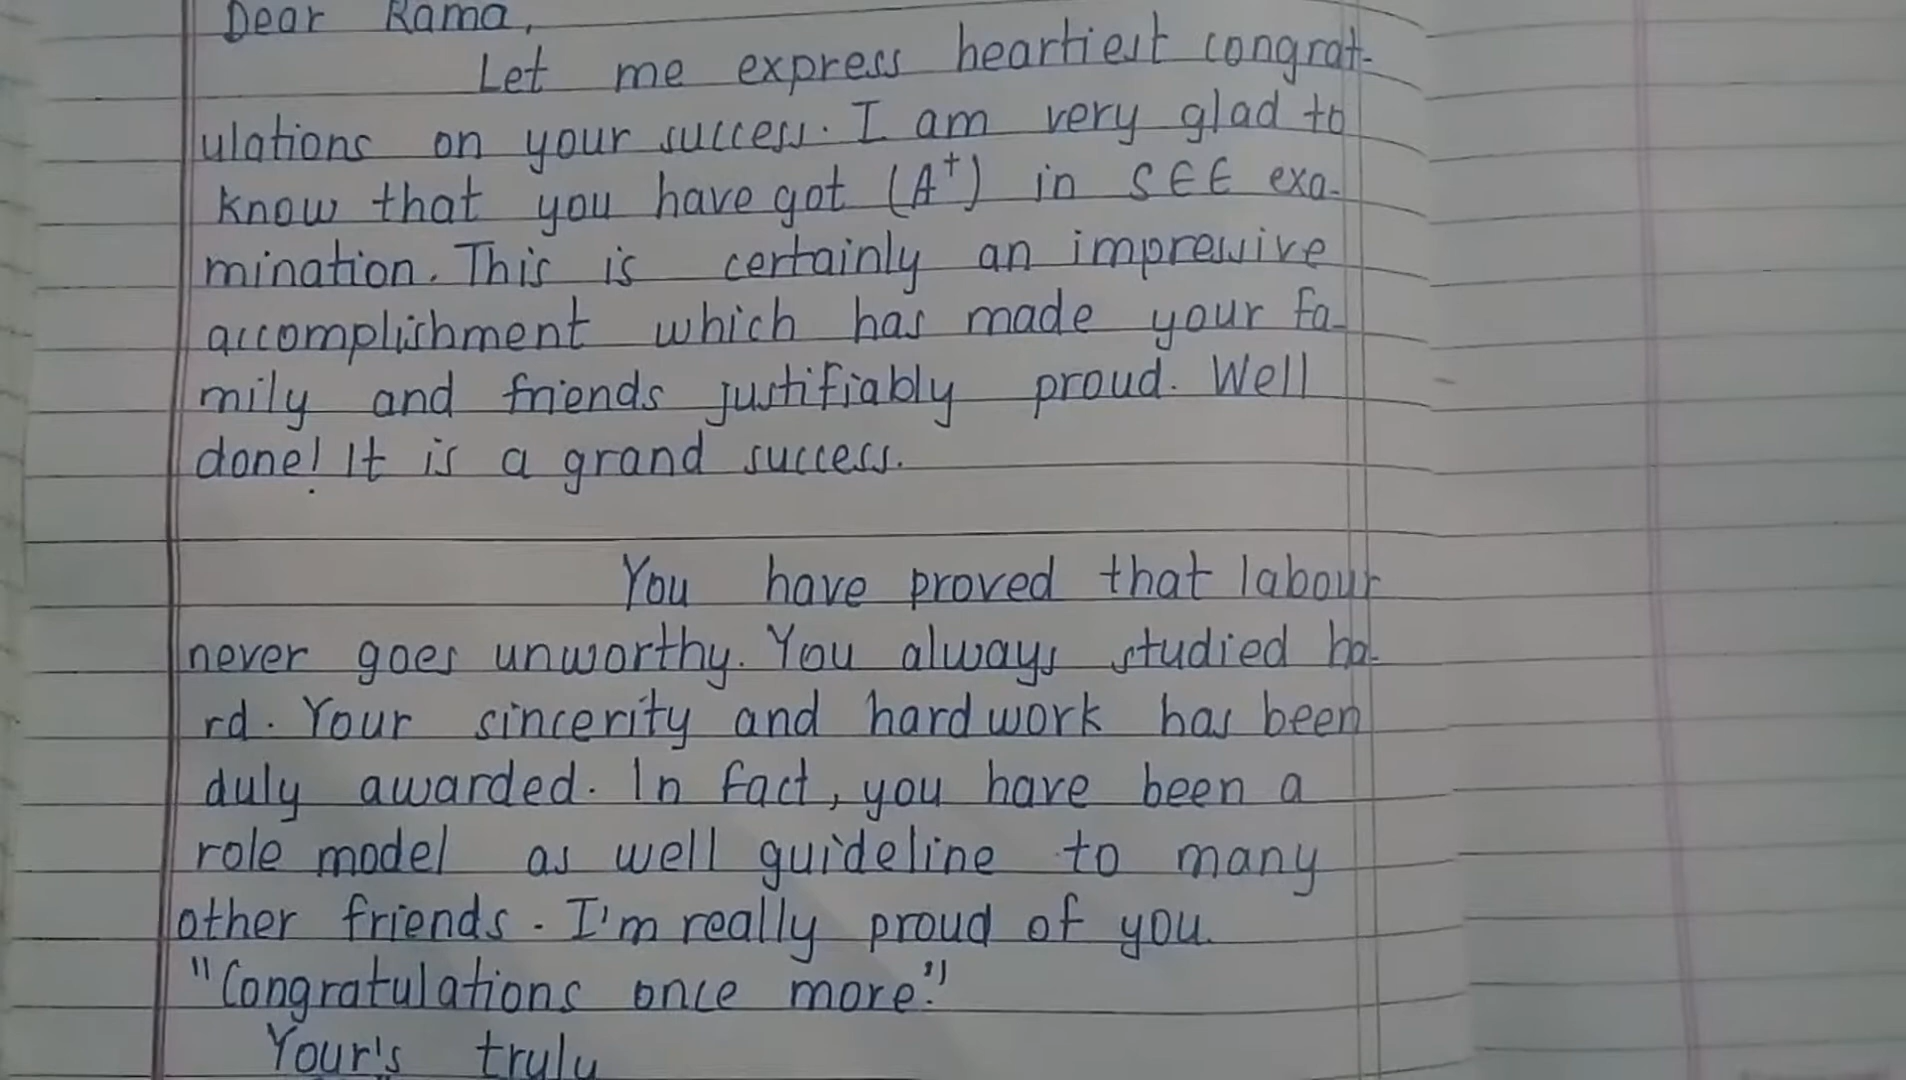 Dear Rama,
Let me express heartiest congrat-
ulations on your success. I am very glad to
know that you have got (A+) in SEE exa-
mination. This is certainly an impressive
accomplishment which has made your fa-
mily and friends justifiably proud. Well
done! It is a grand success.
You have proved that labour
never goes unworthy. You always studied ha-
rd. Your sincerity and hard work has been
duly awarded. In fact, you have been a
role model as well guideline to many
other friends. I'm really proud of you.
"Congratulations once more."
Your's truly